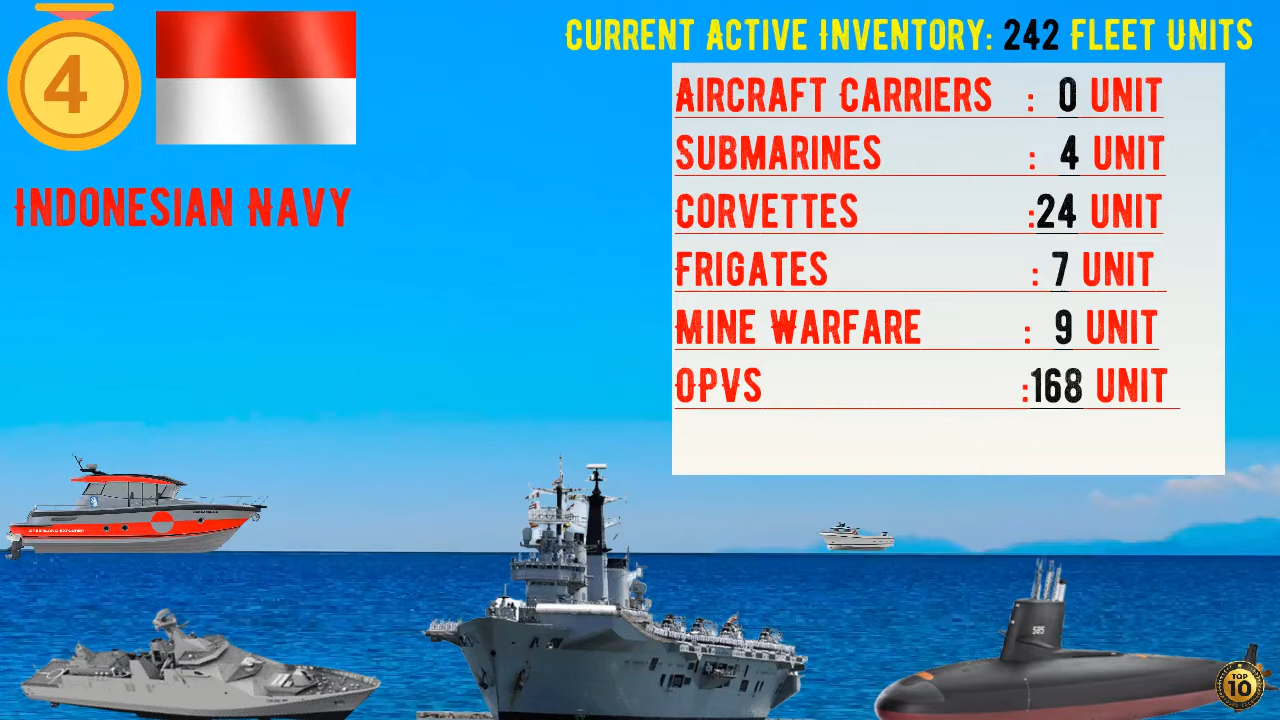 4
CURRENT ACTIVE INVENTORY: 242 FLEET UNITS
INDONESIAN NAVY
AIRCRAFT CARRIERS : 0 UNIT
SUBMARINES : 4 UNIT
CORVETTES :24 UNIT
FRIGATES : 7 UNIT
MINE WARFARE : 9 UNIT
OPVS :168 UNIT
585
TOP
10